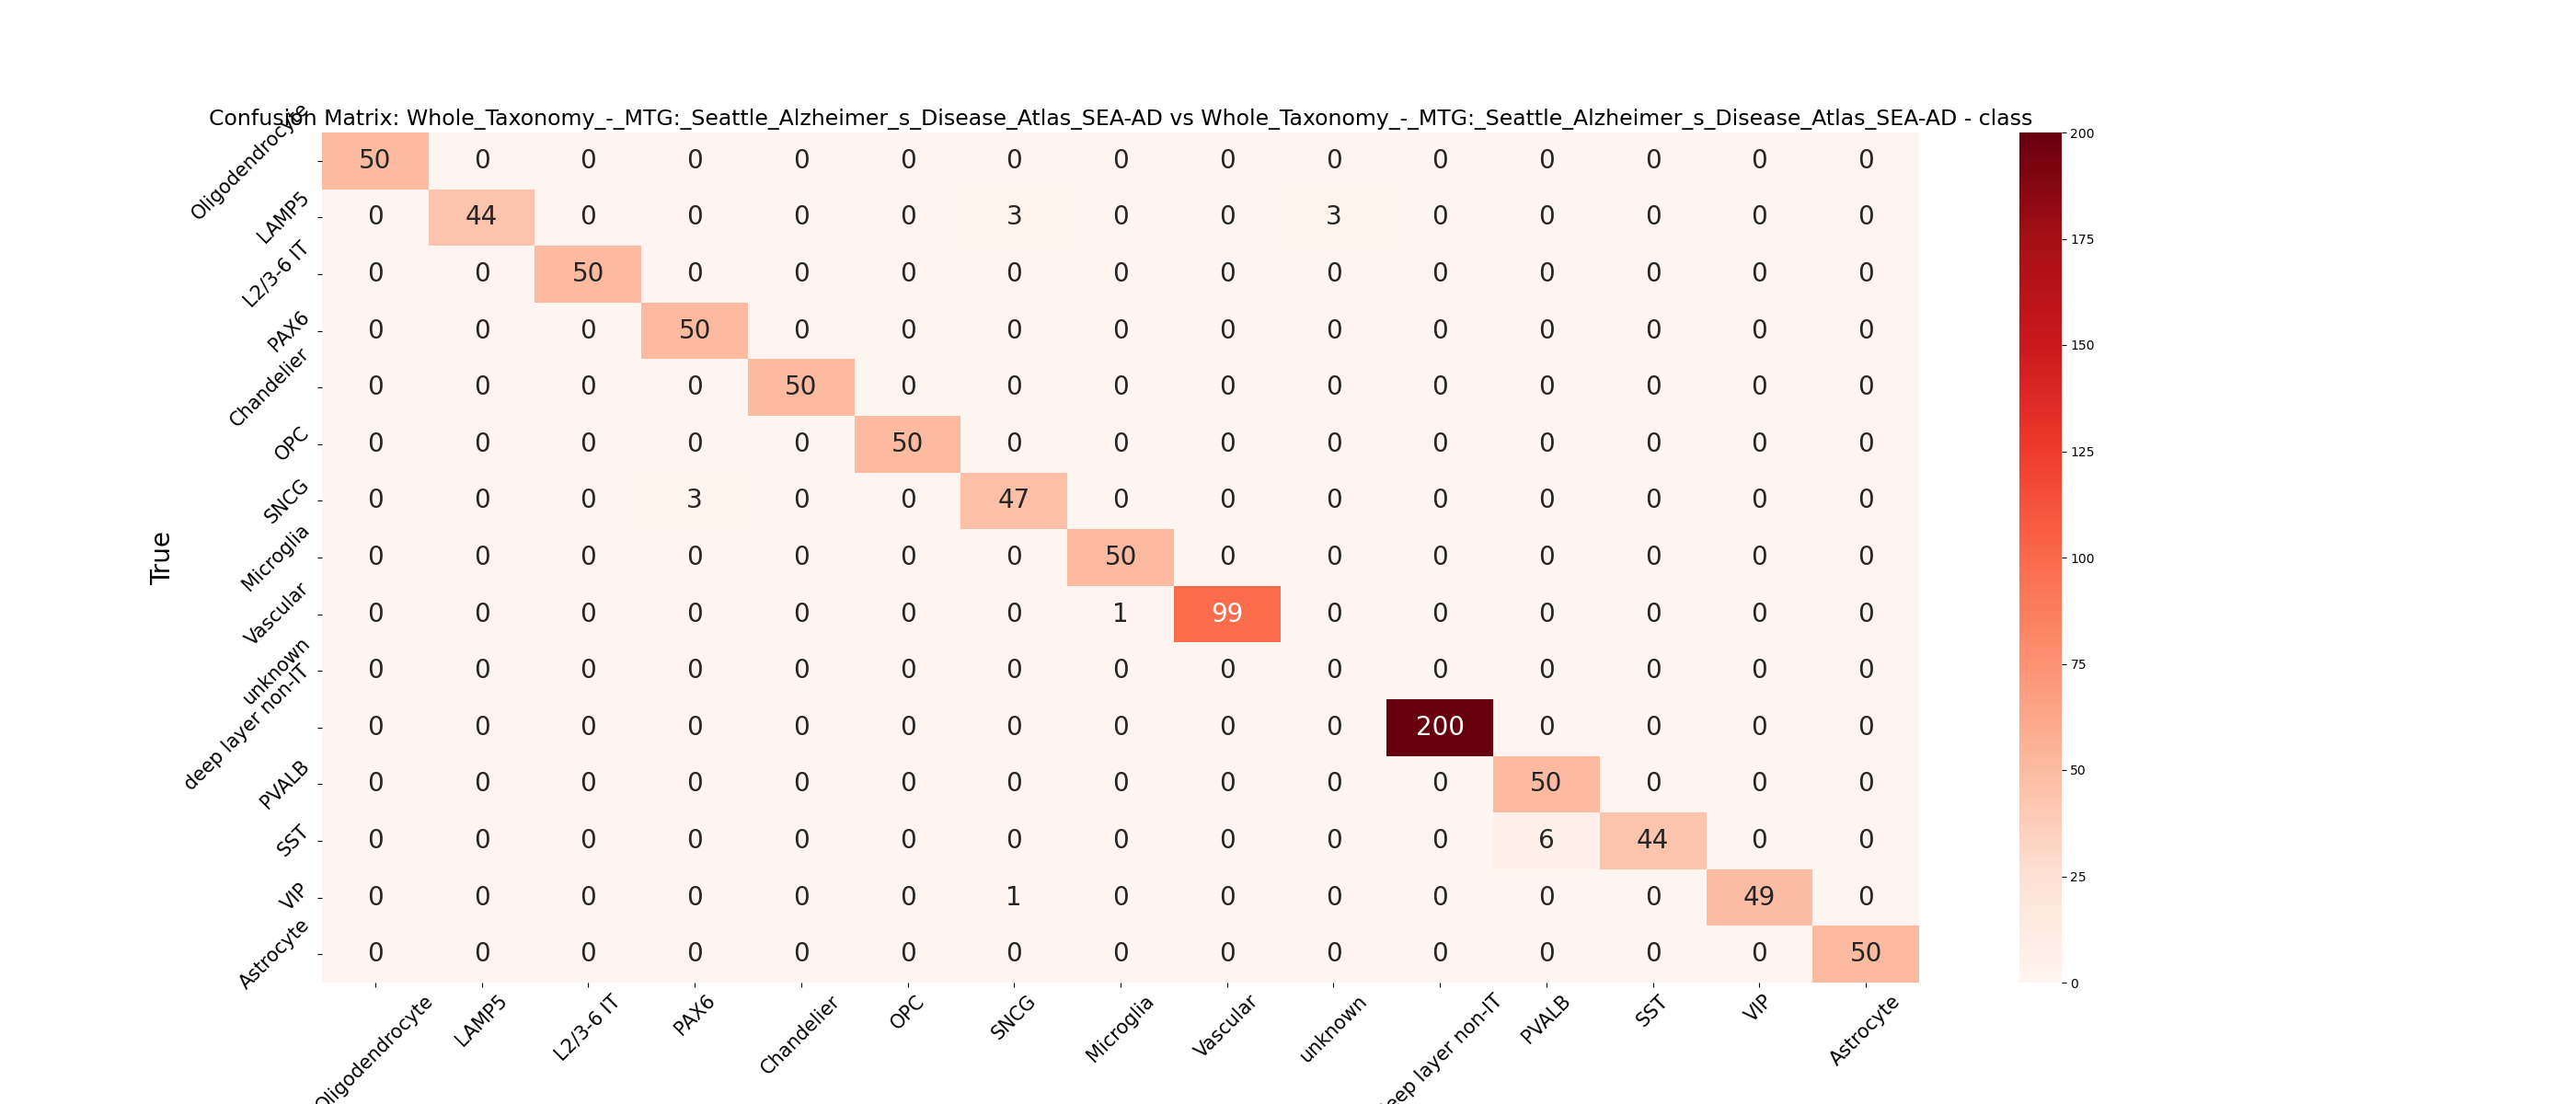 Confusion Matrix: Whole_Taxonomy_-_MTG:_Seattle_Alzheimer_s_Disease_Atlas_SEA-AD vs Whole_Taxonomy_-_MTG:_Seattle_Alzheimer_s_Disease_Atlas_SEA-AD - class
True
Oligodendrocyte 50 0 0 0 0 0 0 0 0 0 0 0 0 0 0
LAMP5 0 44 0 0 0 0 3 0 0 3 0 0 0 0 0
L2/3-6 IT 0 0 50 0 0 0 0 0 0 0 0 0 0 0 0
PAX6 0 0 0 50 0 0 0 0 0 0 0 0 0 0 0
Chandelier 0 0 0 0 50 0 0 0 0 0 0 0 0 0 0
OPC 0 0 0 0 0 50 0 0 0 0 0 0 0 0 0
SNCG 0 0 0 3 0 0 47 0 0 0 0 0 0 0 0
Microglia 0 0 0 0 0 0 0 50 0 0 0 0 0 0 0
Vascular 0 0 0 0 0 0 0 1 99 0 0 0 0 0 0
unknown 0 0 0 0 0 0 0 0 0 0 0 0 0 0 0
deep layer non-IT 0 0 0 0 0 0 0 0 0 0 200 0 0 0 0
PVALB 0 0 0 0 0 0 0 0 0 0 0 50 0 0 0
SST 0 0 0 0 0 0 0 0 0 0 0 6 44 0 0
VIP 0 0 0 0 0 0 1 0 0 0 0 0 0 49 0
Astrocyte 0 0 0 0 0 0 0 0 0 0 0 0 0 0 50
Oligodendrocyte LAMP5 L2/3-6 IT PAX6 Chandelier OPC SNCG Microglia Vascular unknown eep layer non-IT PVALB SST VIP Astrocyte
200
175
150
125
100
75
50
25
0